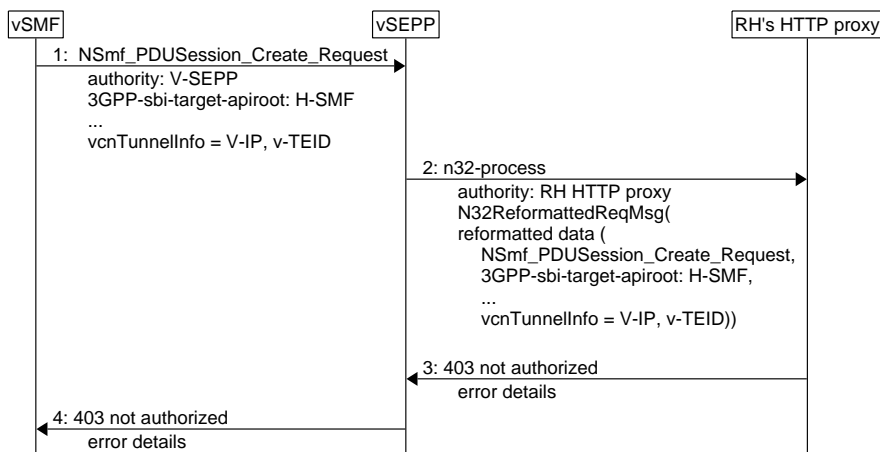 vSMF
vSEPP
RH's HTTP proxy
1: NSmf_PDUSession_Create_Request
authority: V-SEPP
3GPP-sbi-target-apiroot: H-SMF
...
vcnTunnelInfo = V-IP, v-TEID
2: n32-process
authority: RH HTTP proxy
N32ReformattedReqMsg(
reformatted data (
NSmf_PDUSession_Create_Request,
3GPP-sbi-target-apiroot: H-SMF,
...
vcnTunnelInfo = V-IP, v-TEID))
3: 403 not authorized
error details
4: 403 not authorized
error details